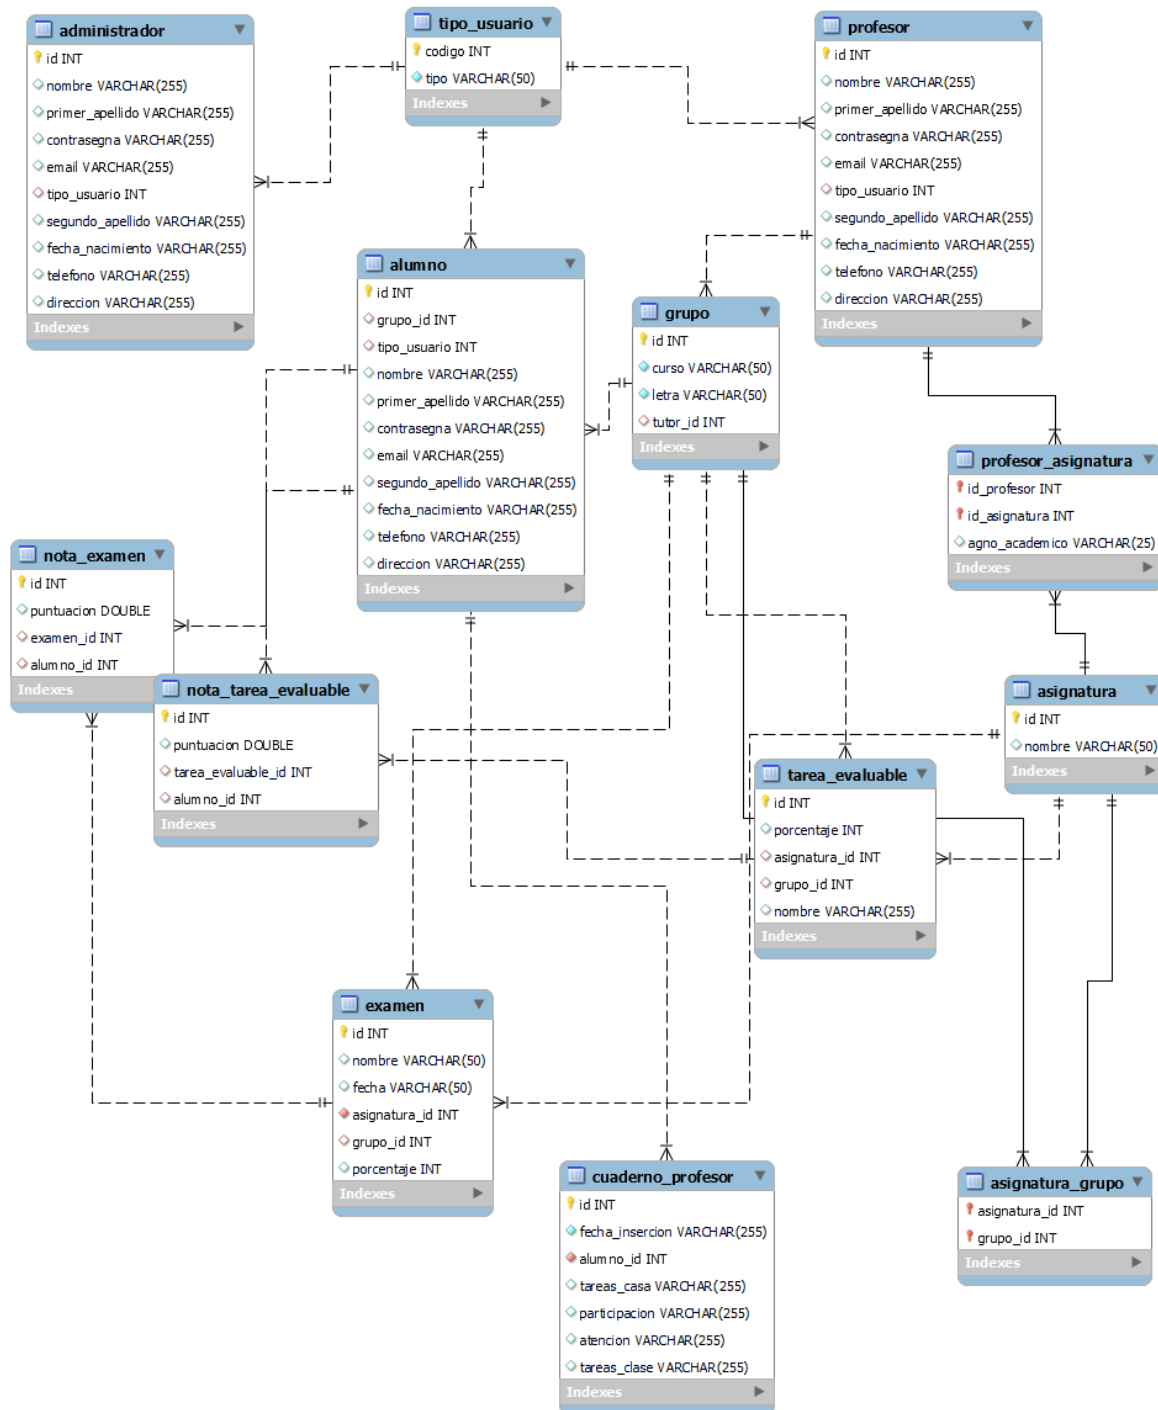 administrador
id INT
nombre VARCHAR(255)
primer_apellido VARCHAR(255)
contrasegna VARCHAR(255)
email VARCHAR(255)
tipo_usuario INT
segundo_apellido VARCHAR(255)
fecha_nacimiento VARCHAR(255)
telefono VARCHAR(255)
direccion VARCHAR(255)
Indexes
tipo_usuario
codigo INT
tipo VARCHAR(50)
Indexes
profesor
id INT
nombre VARCHAR(255)
primer_apellido VARCHAR(255)
contrasegna VARCHAR(255)
email VARCHAR(255)
tipo_usuario INT
segundo_apellido VARCHAR(255)
fecha_nacimiento VARCHAR(255)
telefono VARCHAR(255)
direccion VARCHAR(255)
Indexes
alumno
id INT
grupo_id INT
tipo_usuario INT
nombre VARCHAR(255)
primer_apellido VARCHAR(255)
contrasegna VARCHAR(255)
email VARCHAR(255)
segundo_apellido VARCHAR(255)
fecha_nacimiento VARCHAR(255)
telefono VARCHAR(255)
direccion VARCHAR(255)
Indexes
grupo
id INT
curso VARCHAR(50)
letra VARCHAR(50)
tutor_id INT
Indexes
profesor_asignatura
id_profesor INT
id_asignatura INT
agno_academico VARCHAR(25)
Indexes
nota_examen
id INT
puntuacion DOUBLE
examen_id INT
alumno_id INT
Indexes
nota_tarea_evaluable
id INT
puntuacion DOUBLE
tarea_evaluable_id INT
alumno_id INT
Indexes
asignatura
id INT
nombre VARCHAR(50)
Indexes
tarea_evaluable
id INT
porcentaje INT
asignatura_id INT
grupo_id INT
nombre VARCHAR(255)
Indexes
examen
id INT
nombre VARCHAR(50)
fecha VARCHAR(50)
asignatura_id INT
grupo_id INT
porcentaje INT
Indexes
cuaderno_profesor
id INT
fecha_insercion VARCHAR(255)
alumno_id INT
tareas_casa VARCHAR(255)
participacion VARCHAR(255)
atencion VARCHAR(255)
tareas_clase VARCHAR(255)
Indexes
asignatura_grupo
asignatura_id INT
grupo_id INT
Indexes